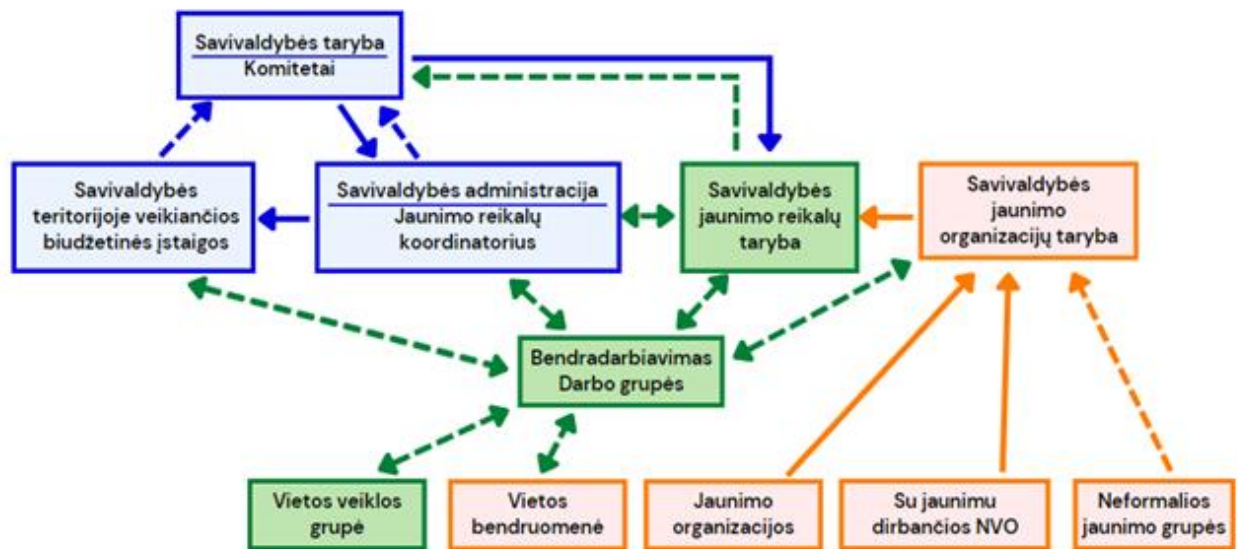 Savivaldybės taryba
Komitetai
Savivaldybės
teritorijoje veikiančios
biudžetinės įstaigos
Savivaldybės administracija
Jaunimo reikalų
koordinatorius
Savivaldybės
jaunimo reikalų
taryba
Savivaldybės
jaunimo
organizacijų taryba
Bendradarbiavimas
Darbo grupės
Vietos veiklos
grupė
Vietos
bendruomenė
Jaunimo
organizacijos
Su jaunimu
dirbančios NVO
Neformalios
jaunimo grupės